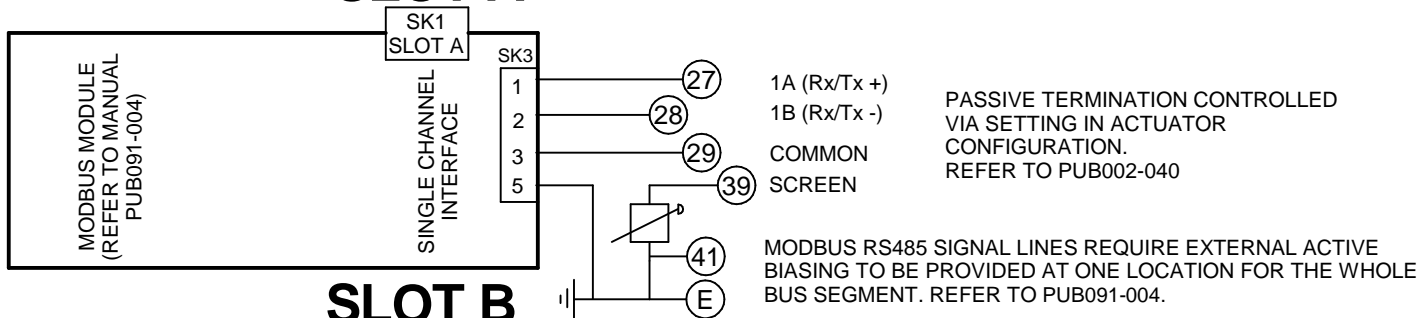 SK1
SLOT A
MODBUS MODULE
(REFER TO MANUAL
PUB091-004)
SINGLE CHANNEL
INTERFACE
SK3
1
2
3
5
27
28
29
39
41
E
1A (Rx/Tx +)
1B (Rx/Tx -)
COMMON
SCREEN
PASSIVE TERMINATION CONTROLLED
VIA SETTING IN ACTUATOR
CONFIGURATION.
REFER TO PUB002-040
MODBUS RS485 SIGNAL LINES REQUIRE EXTERNAL ACTIVE
BIASING TO BE PROVIDED AT ONE LOCATION FOR THE WHOLE
BUS SEGMENT. REFER TO PUB091-004.
SLOT B